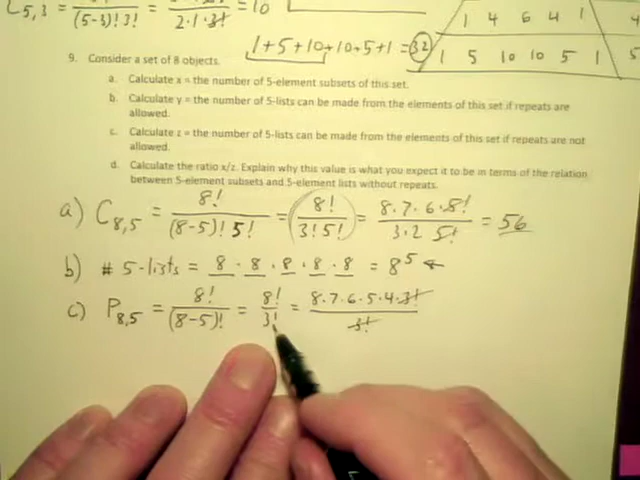 C5,3 = (5-3)! 3! = 2·1·3! = 10
1 4 6 4 1 4
1+5+10+10+5+1 = 32
1 5 10 10 5 1 5
9. Consider a set of 8 objects.
a. Calculate x = the number of 5-element subsets of this set.
b. Calculate y = the number of 5-lists can be made from the elements of this set if repeats are
allowed.
c. Calculate z = the number of 5-lists can be made from the elements of this set if repeats are not
allowed.
d. Calculate the ratio x/z. Explain why this value is what you expect it to be in terms of the relation
between 5-element subsets and 5-element lists without repeats.
a) C8,5 = 8!/(8-5)! 5! = 8!/3! 5! = 8·7·6·8!/3·2 5! = 56
b) # 5-lists = 8 · 8 · 8 · 8 · 8 = 8^5 ←
c) P8,5 = 8!/(8-5)! = 8!/3! = 8·7·6·5·4·3!/3!